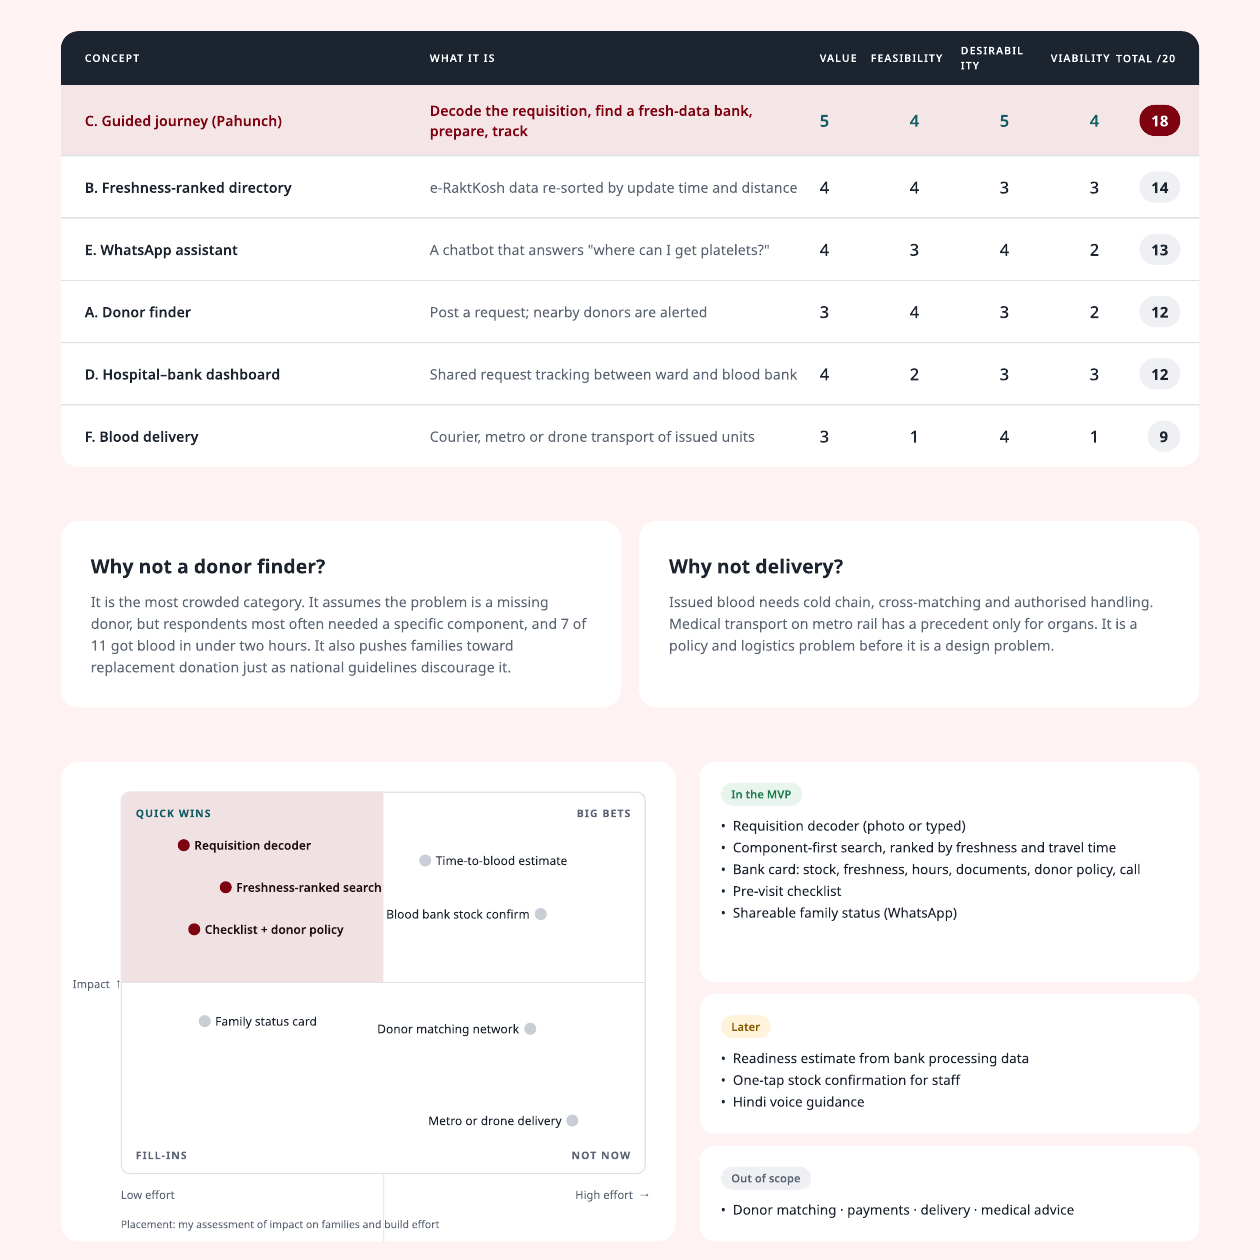 CONCEPT WHAT IT IS VALUE FEASIBILITY DESIRABIL VIABILITY TOTAL /20
ITY
C. Guided journey (Pahunch) Decode the requisition, find a fresh-data bank, 5 4 5 4 18
prepare, track
B. Freshness-ranked directory e-RaktKosh data re-sorted by update time and distance 4 4 3 3 14
E. WhatsApp assistant A chatbot that answers "where can I get platelets?" 4 3 4 2 13
A. Donor finder Post a request; nearby donors are alerted 3 4 3 2 12
D. Hospital–bank dashboard Shared request tracking between ward and blood bank 4 2 3 3 12
F. Blood delivery Courier, metro or drone transport of issued units 3 1 4 1 9
Why not a donor finder?
It is the most crowded category. It assumes the problem is a missing
donor, but respondents most often needed a specific component, and 7 of
11 got blood in under two hours. It also pushes families toward
replacement donation just as national guidelines discourage it.
Why not delivery?
Issued blood needs cold chain, cross-matching and authorised handling.
Medical transport on metro rail has a precedent only for organs. It is a
policy and logistics problem before it is a design problem.
QUICK WINS BIG BETS
Requisition decoder
Time-to-blood estimate
Freshness-ranked search
Blood bank stock confirm
Checklist + donor policy
Impact ↑
Family status card
Donor matching network
Metro or drone delivery
FILL-INS NOT NOW
Low effort High effort →
Placement: my assessment of impact on families and build effort
In the MVP
• Requisition decoder (photo or typed)
• Component-first search, ranked by freshness and travel time
• Bank card: stock, freshness, hours, documents, donor policy, call
• Pre-visit checklist
• Shareable family status (WhatsApp)
Later
• Readiness estimate from bank processing data
• One-tap stock confirmation for staff
• Hindi voice guidance
Out of scope
• Donor matching · payments · delivery · medical advice